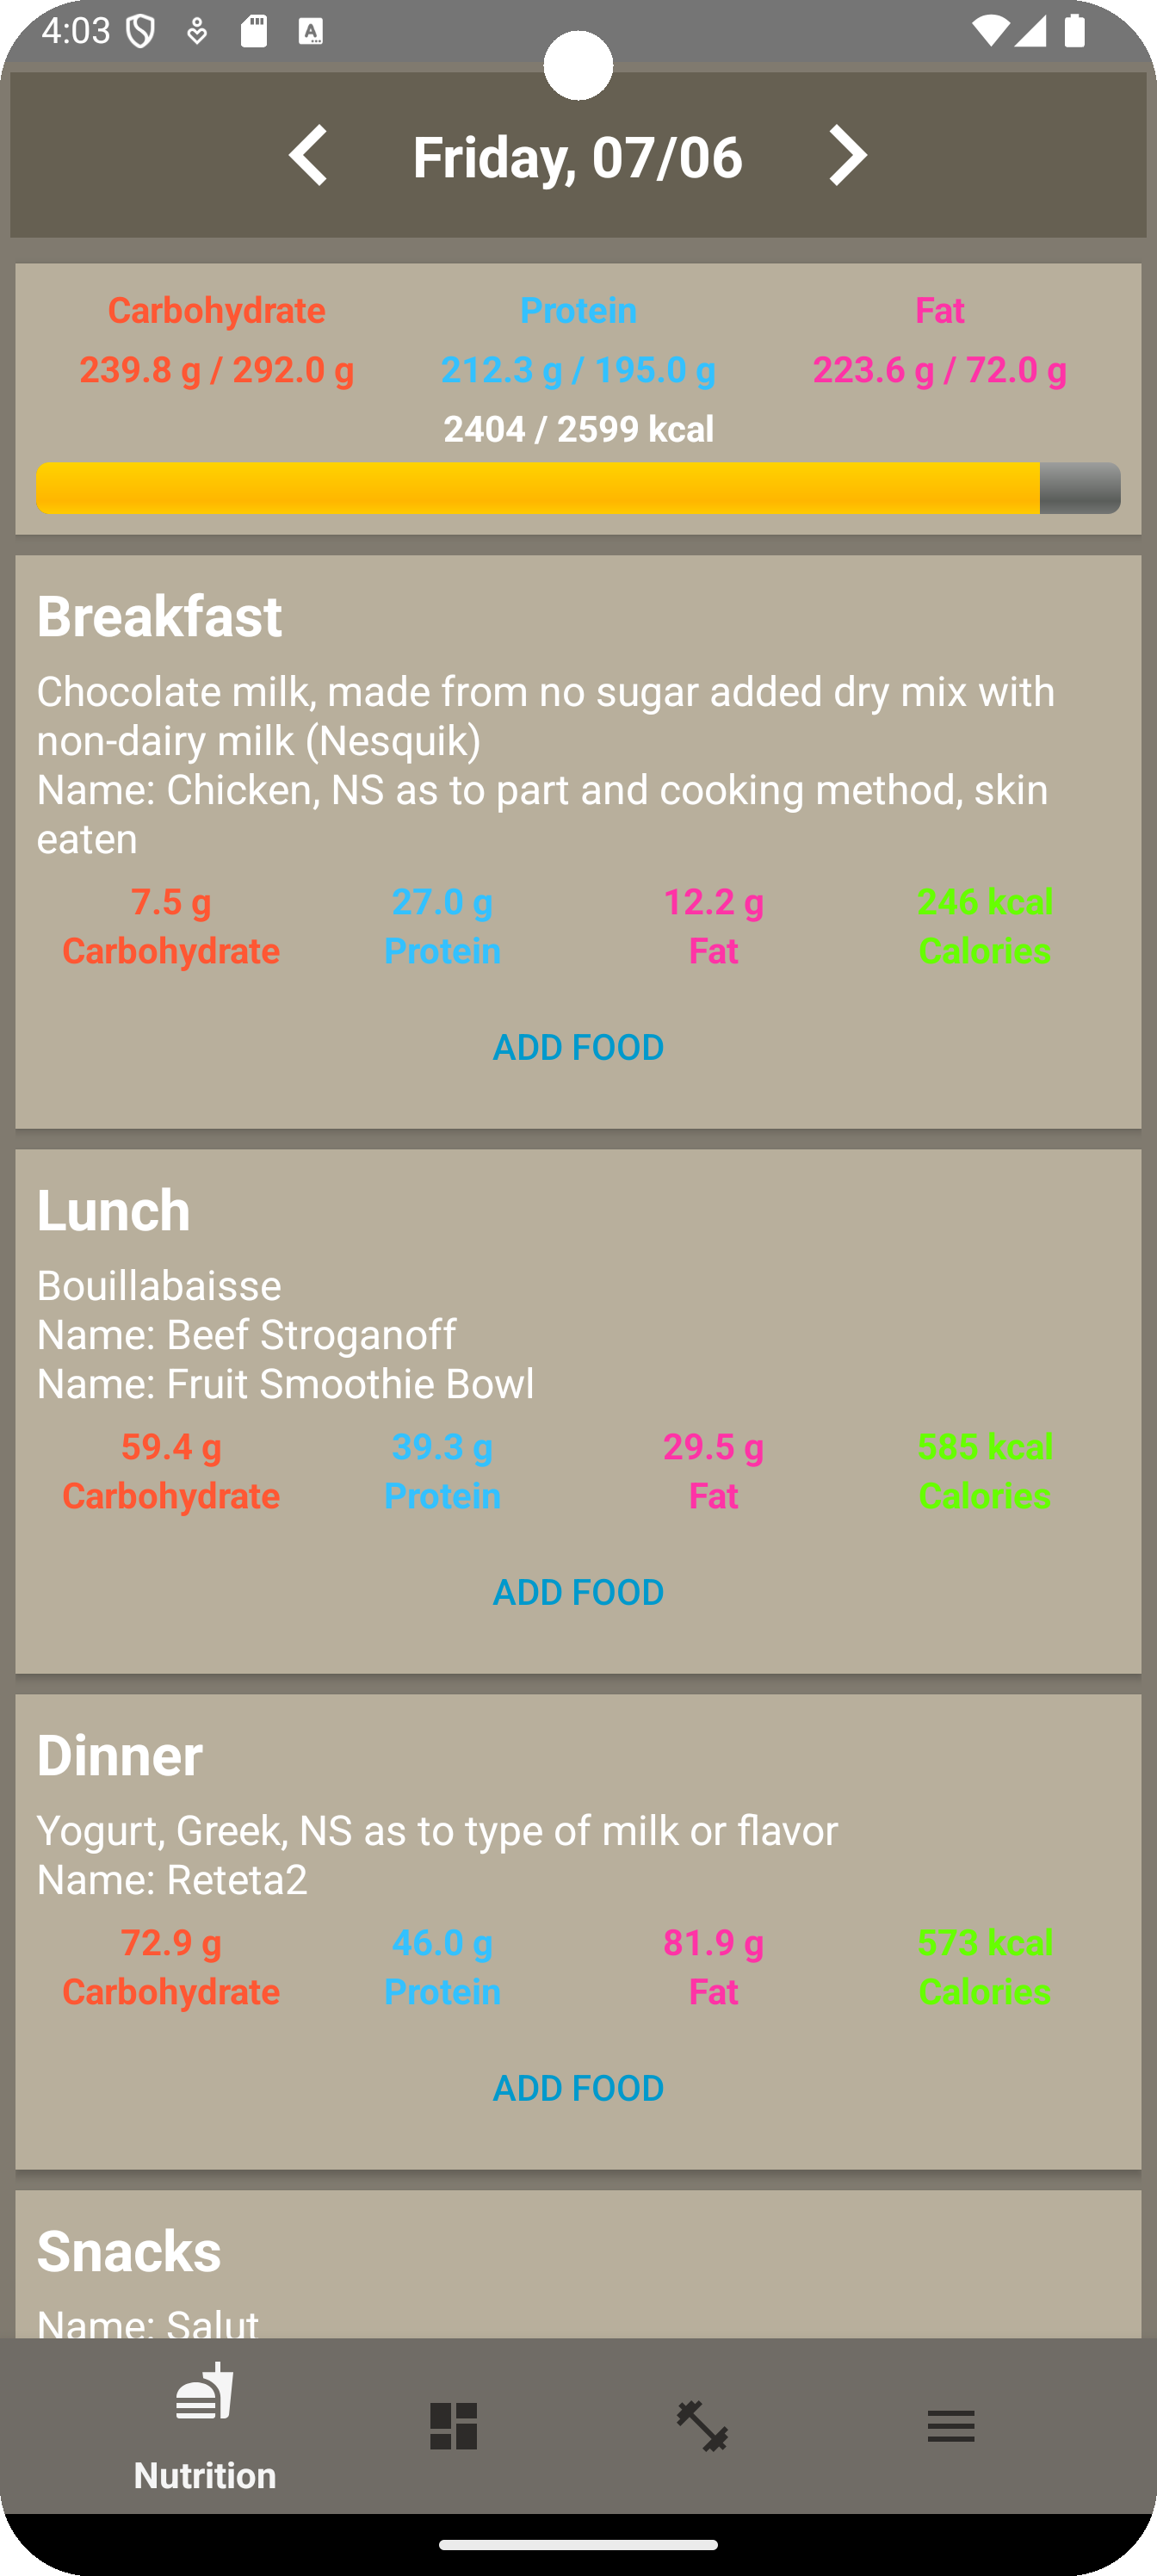 4:03
Friday, 07/06
Carbohydrate Protein Fat
239.8 g / 292.0 g 212.3 g / 195.0 g 223.6 g / 72.0 g
2404 / 2599 kcal
Breakfast
Chocolate milk, made from no sugar added dry mix with
non-dairy milk (Nesquik)
Name: Chicken, NS as to part and cooking method, skin
eaten
7.5 g 27.0 g 12.2 g 246 kcal
Carbohydrate Protein Fat Calories
ADD FOOD
Lunch
Bouillabaisse
Name: Beef Stroganoff
Name: Fruit Smoothie Bowl
59.4 g 39.3 g 29.5 g 585 kcal
Carbohydrate Protein Fat Calories
ADD FOOD
Dinner
Yogurt, Greek, NS as to type of milk or flavor
Name: Reteta2
72.9 g 46.0 g 81.9 g 573 kcal
Carbohydrate Protein Fat Calories
ADD FOOD
Snacks
Name: Salut
Nutrition